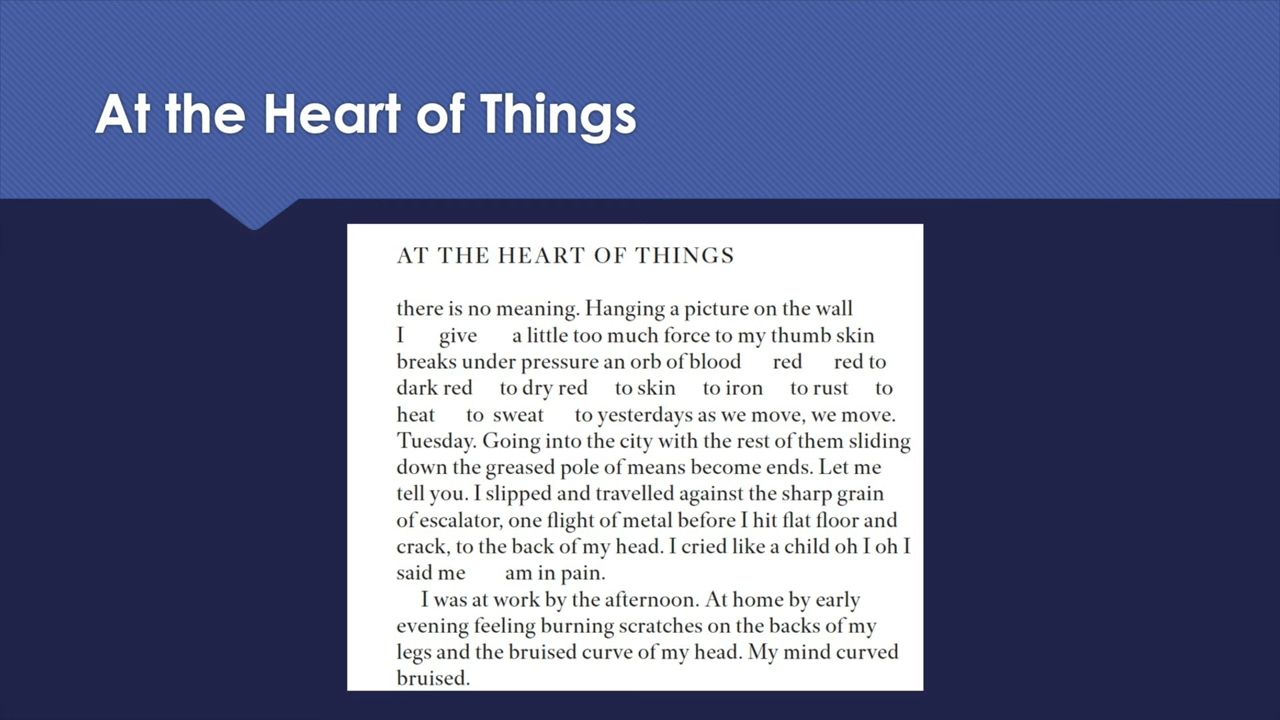 At the Heart of Things
AT THE HEART OF THINGS
there is no meaning. Hanging a picture on the wall
I give a little too much force to my thumb skin
breaks under pressure an orb of blood red red to
dark red to dry red to skin to iron to rust to
heat to sweat to yesterdays as we move, we move.
Tuesday. Going into the city with the rest of them sliding
down the greased pole of means become ends. Let me
tell you. I slipped and travelled against the sharp grain
of escalator, one flight of metal before I hit flat floor and
crack, to the back of my head. I cried like a child oh I oh I
said me am in pain.
I was at work by the afternoon. At home by early
evening feeling burning scratches on the backs of my
legs and the bruised curve of my head. My mind curved
bruised.